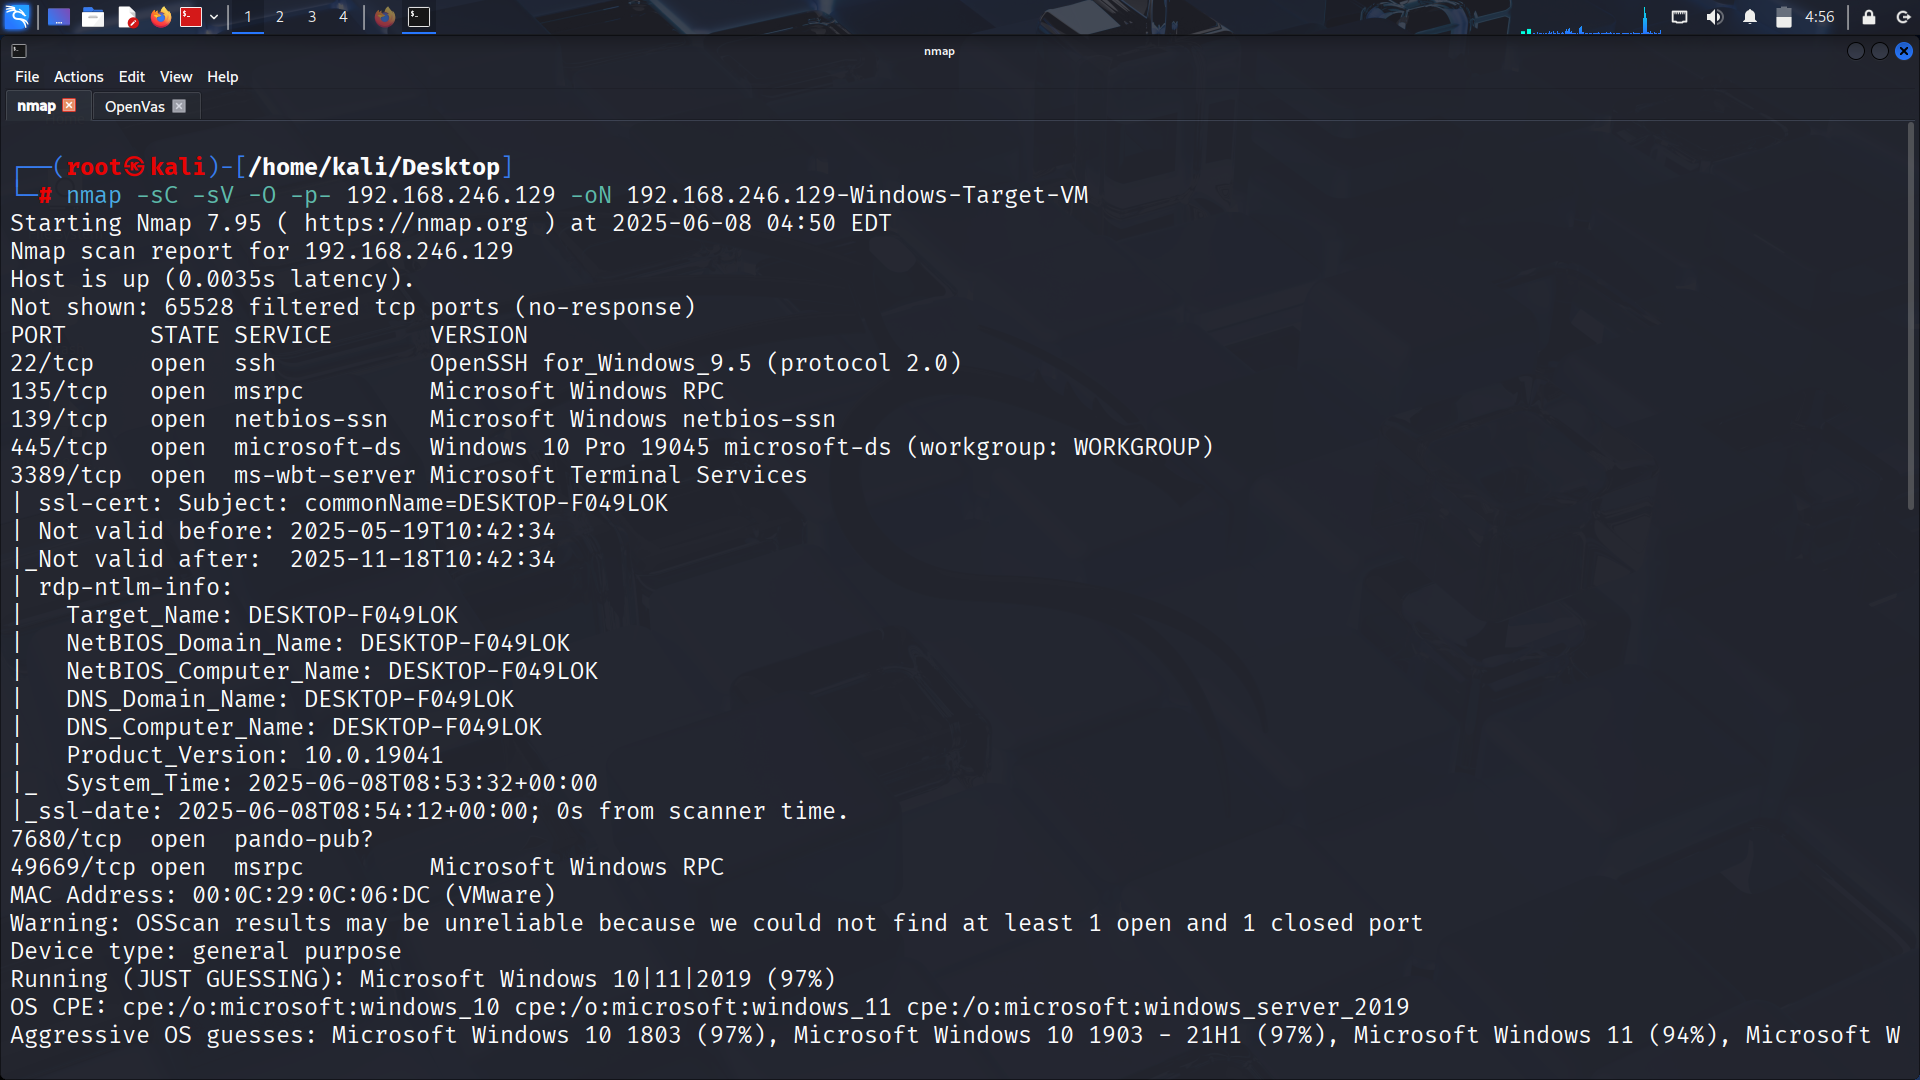 1 2 3 4 4:56
nmap
File Actions Edit View Help
nmap OpenVas
┌──(root㉿kali)-[/home/kali/Desktop]
└─# nmap -sC -sV -O -p- 192.168.246.129 -oN 192.168.246.129-Windows-Target-VM
Starting Nmap 7.95 ( https://nmap.org ) at 2025-06-08 04:50 EDT
Nmap scan report for 192.168.246.129
Host is up (0.0035s latency).
Not shown: 65528 filtered tcp ports (no-response)
PORT      STATE SERVICE       VERSION
22/tcp    open  ssh           OpenSSH for_Windows_9.5 (protocol 2.0)
135/tcp   open  msrpc         Microsoft Windows RPC
139/tcp   open  netbios-ssn   Microsoft Windows netbios-ssn
445/tcp   open  microsoft-ds  Windows 10 Pro 19045 microsoft-ds (workgroup: WORKGROUP)
3389/tcp  open  ms-wbt-server Microsoft Terminal Services
| ssl-cert: Subject: commonName=DESKTOP-F049LOK
| Not valid before: 2025-05-19T10:42:34
|_Not valid after:  2025-11-18T10:42:34
| rdp-ntlm-info:
|   Target_Name: DESKTOP-F049LOK
|   NetBIOS_Domain_Name: DESKTOP-F049LOK
|   NetBIOS_Computer_Name: DESKTOP-F049LOK
|   DNS_Domain_Name: DESKTOP-F049LOK
|   DNS_Computer_Name: DESKTOP-F049LOK
|   Product_Version: 10.0.19041
|_  System_Time: 2025-06-08T08:53:32+00:00
|_ssl-date: 2025-06-08T08:54:12+00:00; 0s from scanner time.
7680/tcp  open  pando-pub?
49669/tcp open  msrpc         Microsoft Windows RPC
MAC Address: 00:0C:29:0C:06:DC (VMware)
Warning: OSScan results may be unreliable because we could not find at least 1 open and 1 closed port
Device type: general purpose
Running (JUST GUESSING): Microsoft Windows 10|11|2019 (97%)
OS CPE: cpe:/o:microsoft:windows_10 cpe:/o:microsoft:windows_11 cpe:/o:microsoft:windows_server_2019
Aggressive OS guesses: Microsoft Windows 10 1803 (97%), Microsoft Windows 10 1903 - 21H1 (97%), Microsoft Windows 11 (94%), Microsoft W